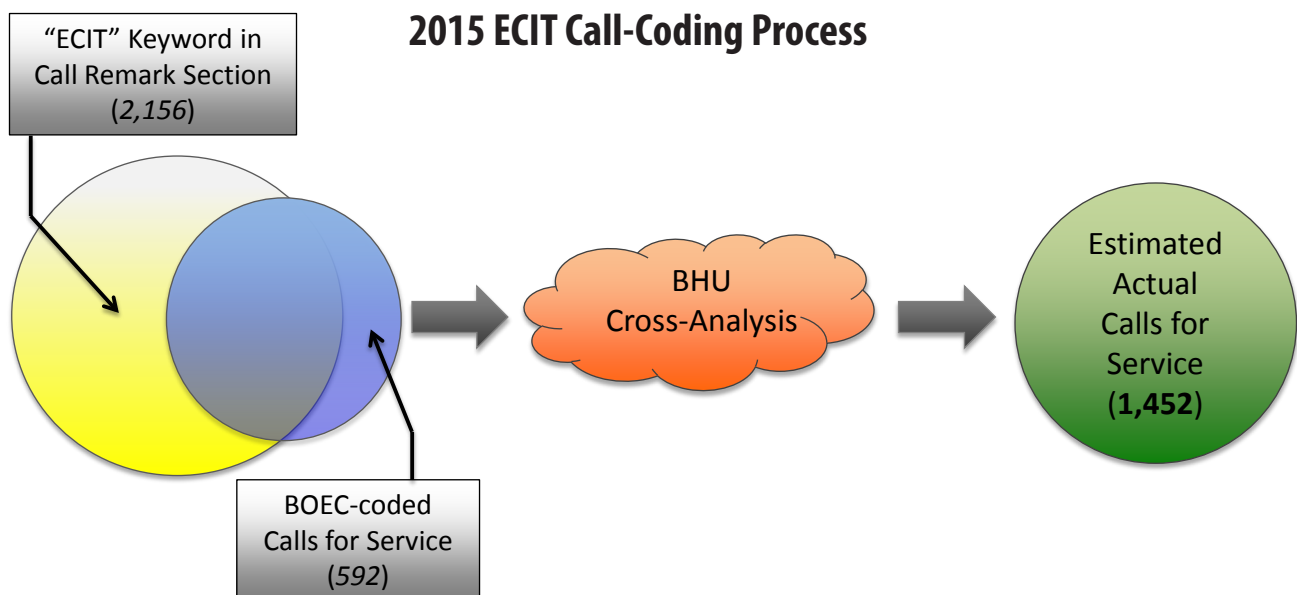 2015 ECIT Call-Coding Process
“ECIT” Keyword in
Call Remark Section
(2,156)
BOEC-coded
Calls for Service
(592)
BHU
Cross-Analysis
Estimated
Actual
Calls for
Service
(1,452)